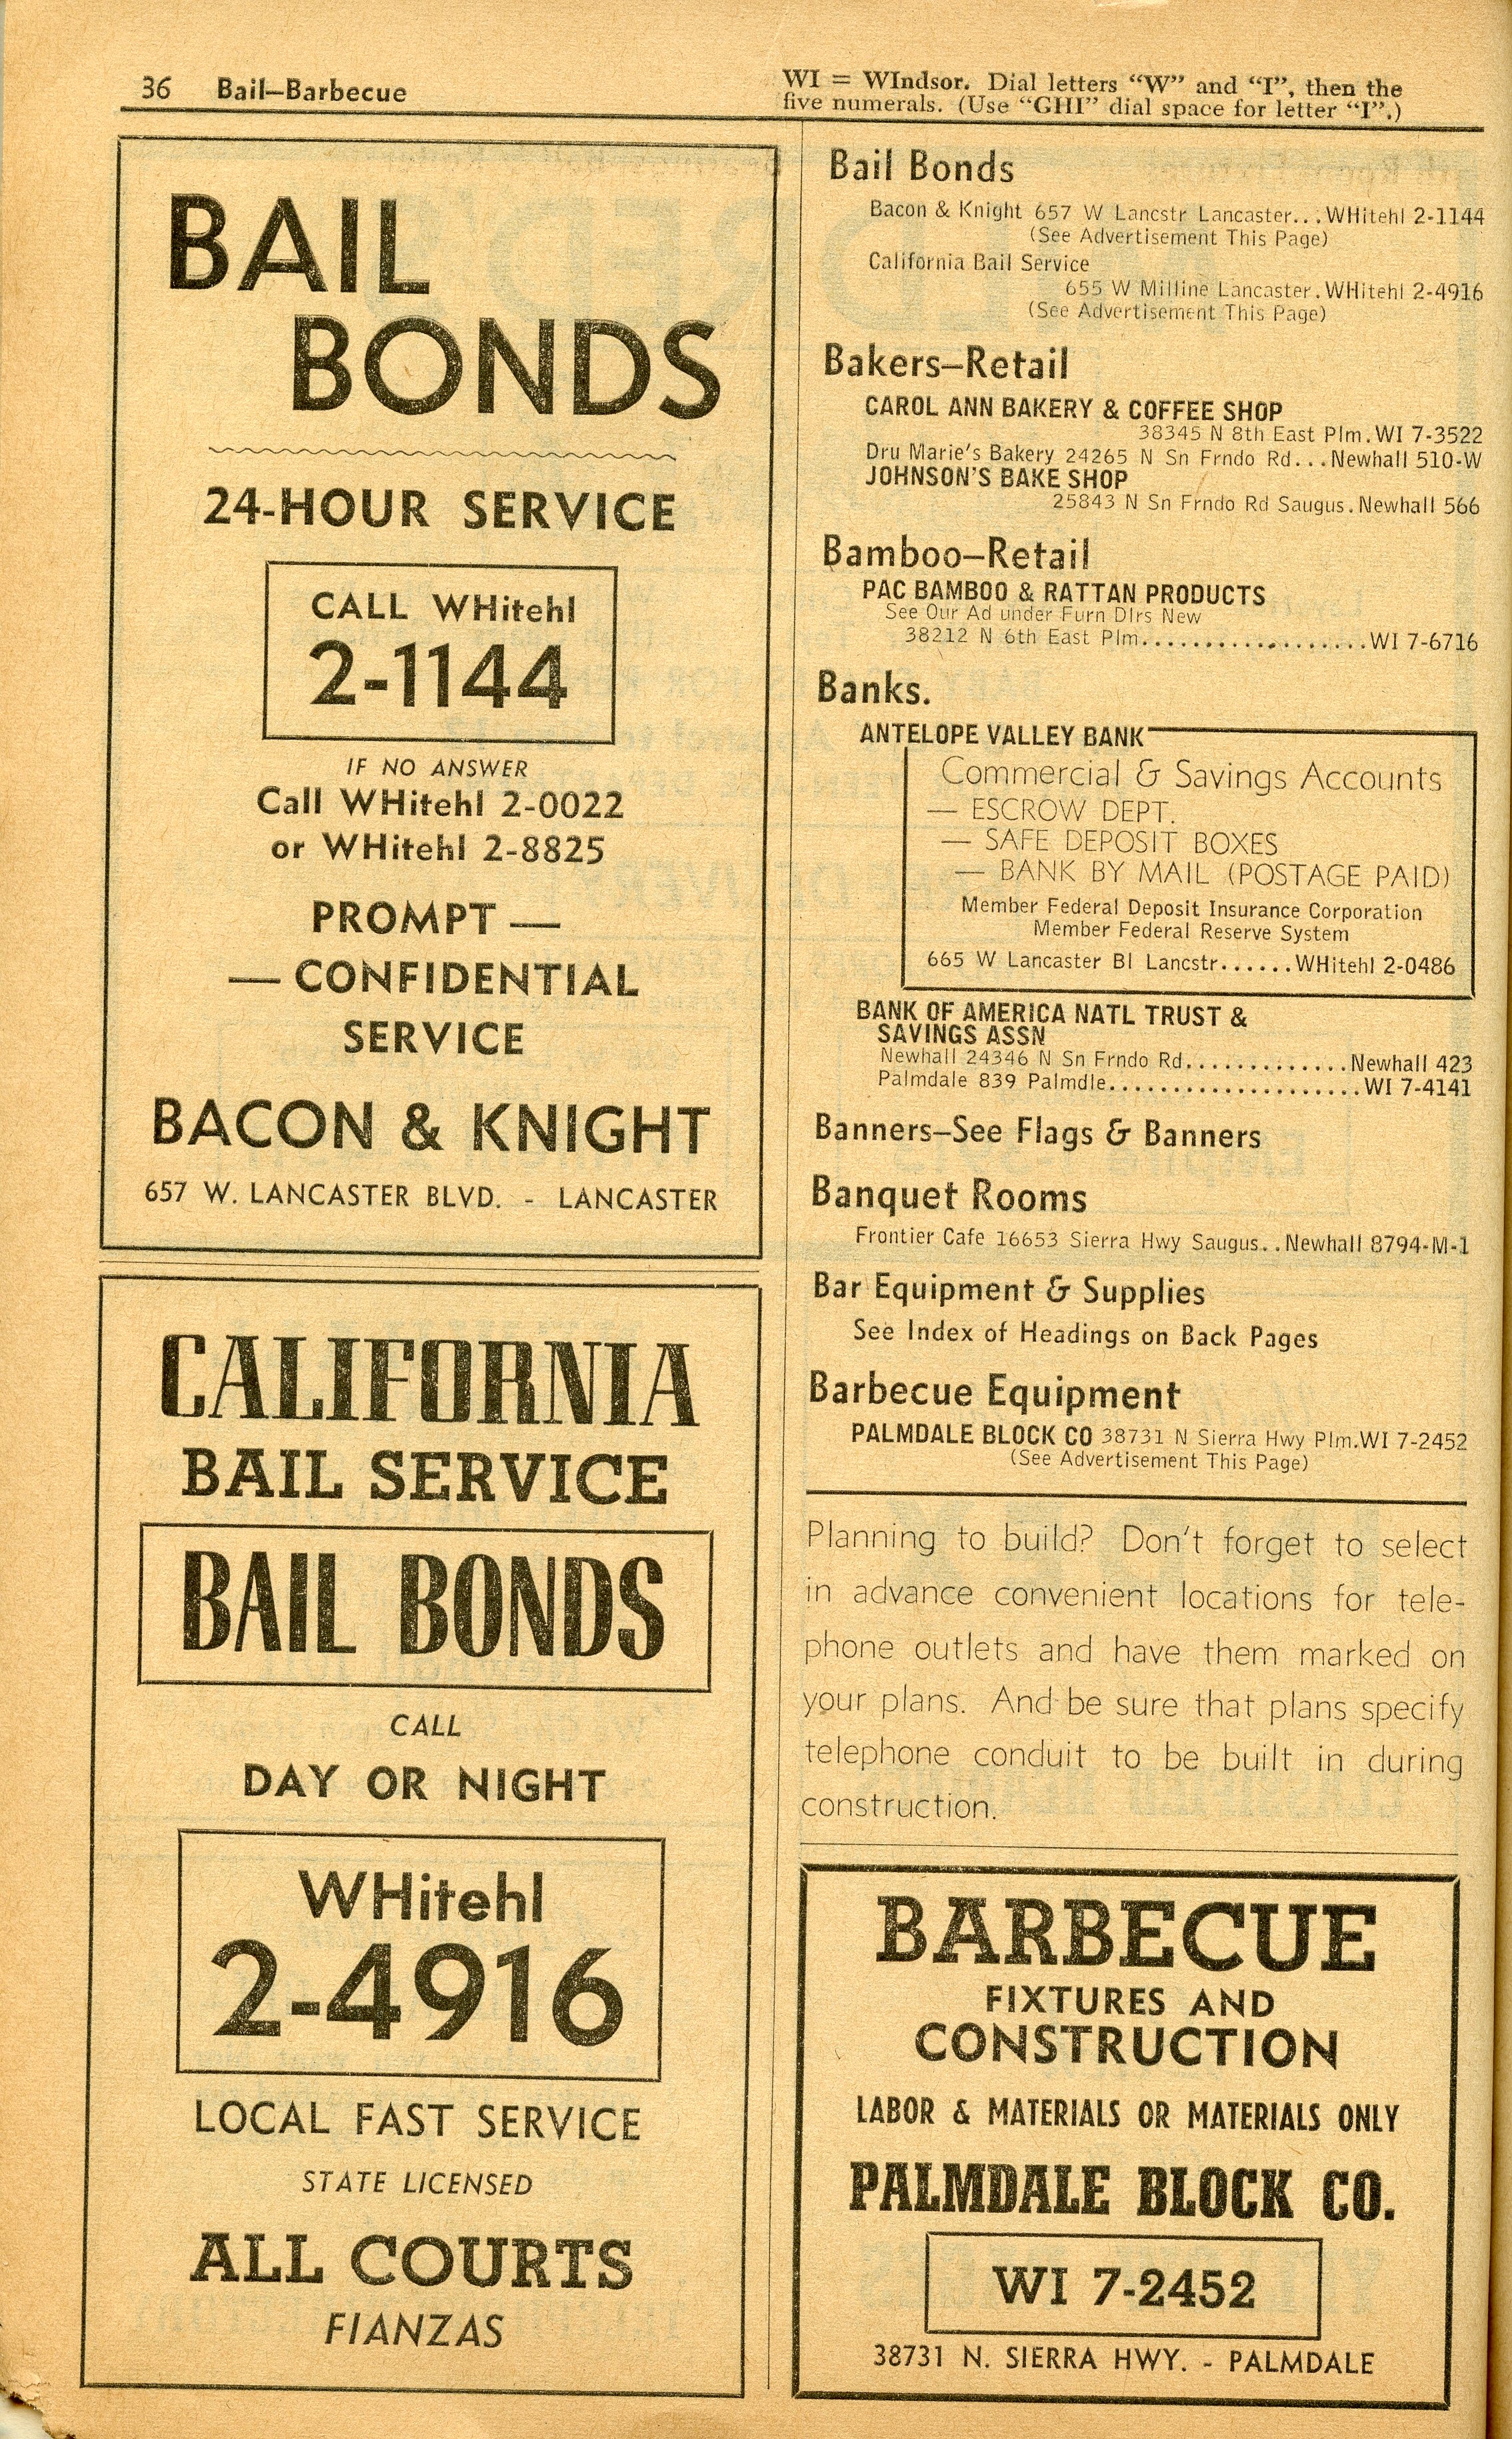 36 Bail—Barbecue
WI = WIndsor. Dial letters “W” and “I”, then the
five numerals. (Use “GHI” dial space for letter “I”.)
BAIL
BONDS
24-HOUR SERVICE
CALL WHitehl
2-1144
IF NO ANSWER
Call WHitehl 2-0022
or WHitehl 2-8825
PROMPT —
— CONFIDENTIAL
SERVICE
BACON & KNIGHT
657 W. LANCASTER BLVD. - LANCASTER
CALIFORNIA
BAIL SERVICE
BAIL BONDS
CALL
DAY OR NIGHT
WHitehl
2-4916
LOCAL FAST SERVICE
STATE LICENSED
ALL COURTS
FIANZAS
Bail Bonds
Bacon & Knight 657 W Lancstr Lancaster...WHitehl 2-1144
(See Advertisement This Page)
California Bail Service
655 W Milline Lancaster.WHitehl 2-4916
(See Advertisement This Page)
Bakers—Retail
CAROL ANN BAKERY & COFFEE SHOP
38345 N 8th East Plm.WI 7-3522
Dru Marie's Bakery 24265 N Sn Frndo Rd...Newhall 510-W
JOHNSON'S BAKE SHOP
25843 N Sn Frndo Rd Saugus.Newhall 566
Bamboo—Retail
PAC BAMBOO & RATTAN PRODUCTS
See Our Ad under Furn Dlrs New
38212 N 6th East Plm..................WI 7-6716
Banks.
ANTELOPE VALLEY BANK
Commercial & Savings Accounts
— ESCROW DEPT.
— SAFE DEPOSIT BOXES
— BANK BY MAIL (POSTAGE PAID)
Member Federal Deposit Insurance Corporation
Member Federal Reserve System
665 W Lancaster Bl Lancstr......WHitehl 2-0486
BANK OF AMERICA NATL TRUST &
SAVINGS ASSN
Newhall 24346 N Sn Frndo Rd.............Newhall 423
Palmdale 839 Palmdle....................WI 7-4141
Banners—See Flags & Banners
Banquet Rooms
Frontier Cafe 16653 Sierra Hwy Saugus..Newhall 8794-M-1
Bar Equipment & Supplies
See Index of Headings on Back Pages
Barbecue Equipment
PALMDALE BLOCK CO 38731 N Sierra Hwy Plm.WI 7-2452
(See Advertisement This Page)
Planning to build? Don't forget to select
in advance convenient locations for tele-
phone outlets and have them marked on
your plans. And be sure that plans specify
telephone conduit to be built in during
construction.
BARBECUE
FIXTURES AND
CONSTRUCTION
LABOR & MATERIALS OR MATERIALS ONLY
PALMDALE BLOCK CO.
WI 7-2452
38731 N. SIERRA HWY. - PALMDALE